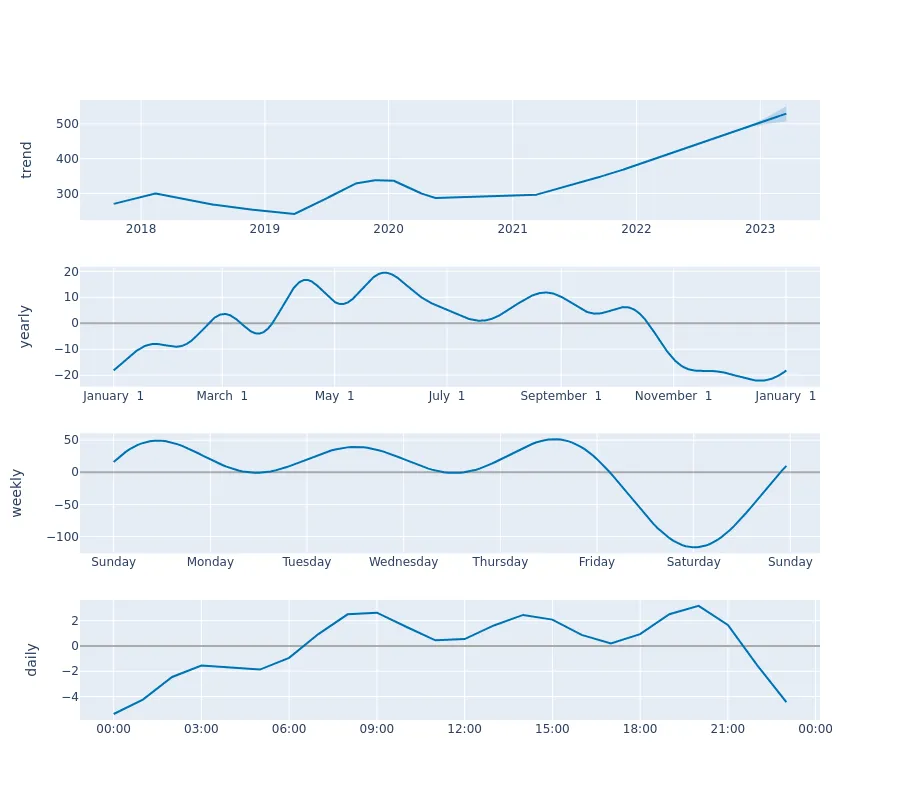 trend
500
400
300
2018 2019 2020 2021 2022 2023
yearly
20
10
0
−10
−20
January 1 March 1 May 1 July 1 September 1 November 1 January 1
weekly
50
0
−50
−100
Sunday Monday Tuesday Wednesday Thursday Friday Saturday Sunday
daily
2
0
−2
−4
00:00 03:00 06:00 09:00 12:00 15:00 18:00 21:00 00:00